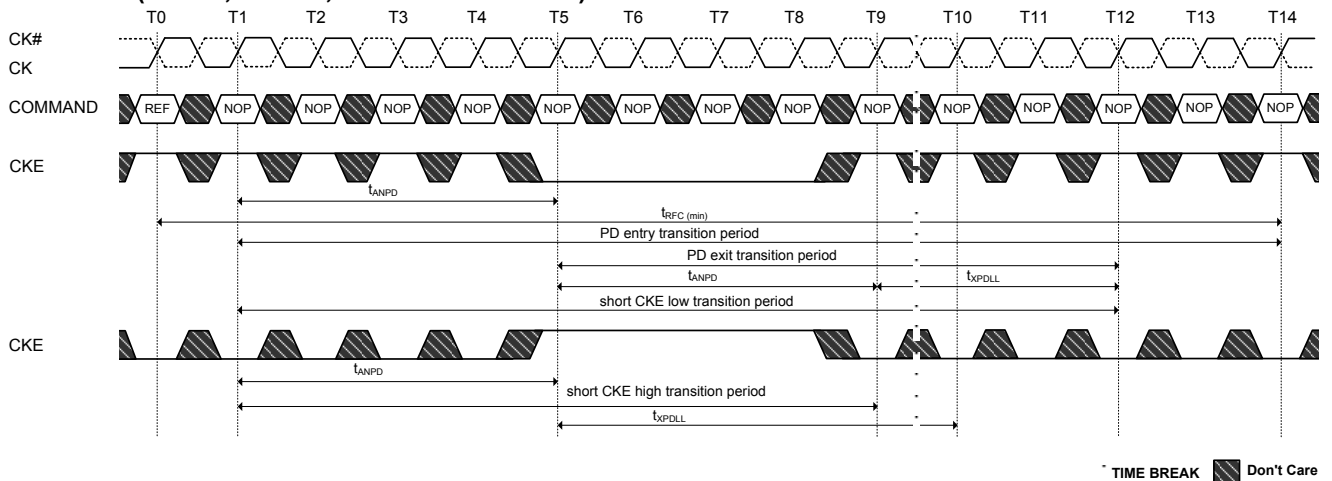 T0 T1 T2 T3 T4 T5 T6 T7 T8 T9 T10 T11 T12 T13 T14
CK#
CK
COMMAND REF NOP NOP NOP NOP NOP NOP NOP NOP NOP NOP NOP NOP NOP NOP
CKE
tANPD
tRFC (min)
PD entry transition period
PD exit transition period
tANPD tXPDLL
short CKE low transition period
CKE
tANPD
short CKE high transition period
tXPDLL
TIME BREAK Don't Care